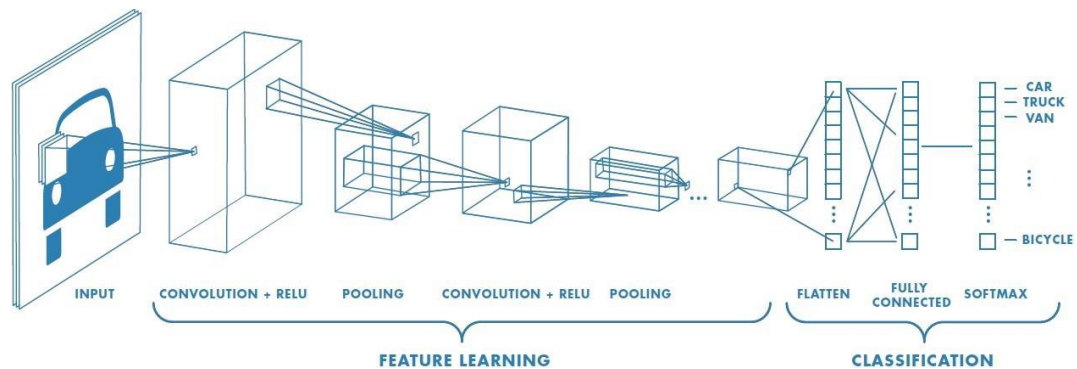 CAR
TRUCK
VAN
BICYCLE
INPUT
CONVOLUTION + RELU
POOLING
CONVOLUTION + RELU
POOLING
FLATTEN
FULLY
CONNECTED
SOFTMAX
FEATURE LEARNING
CLASSIFICATION